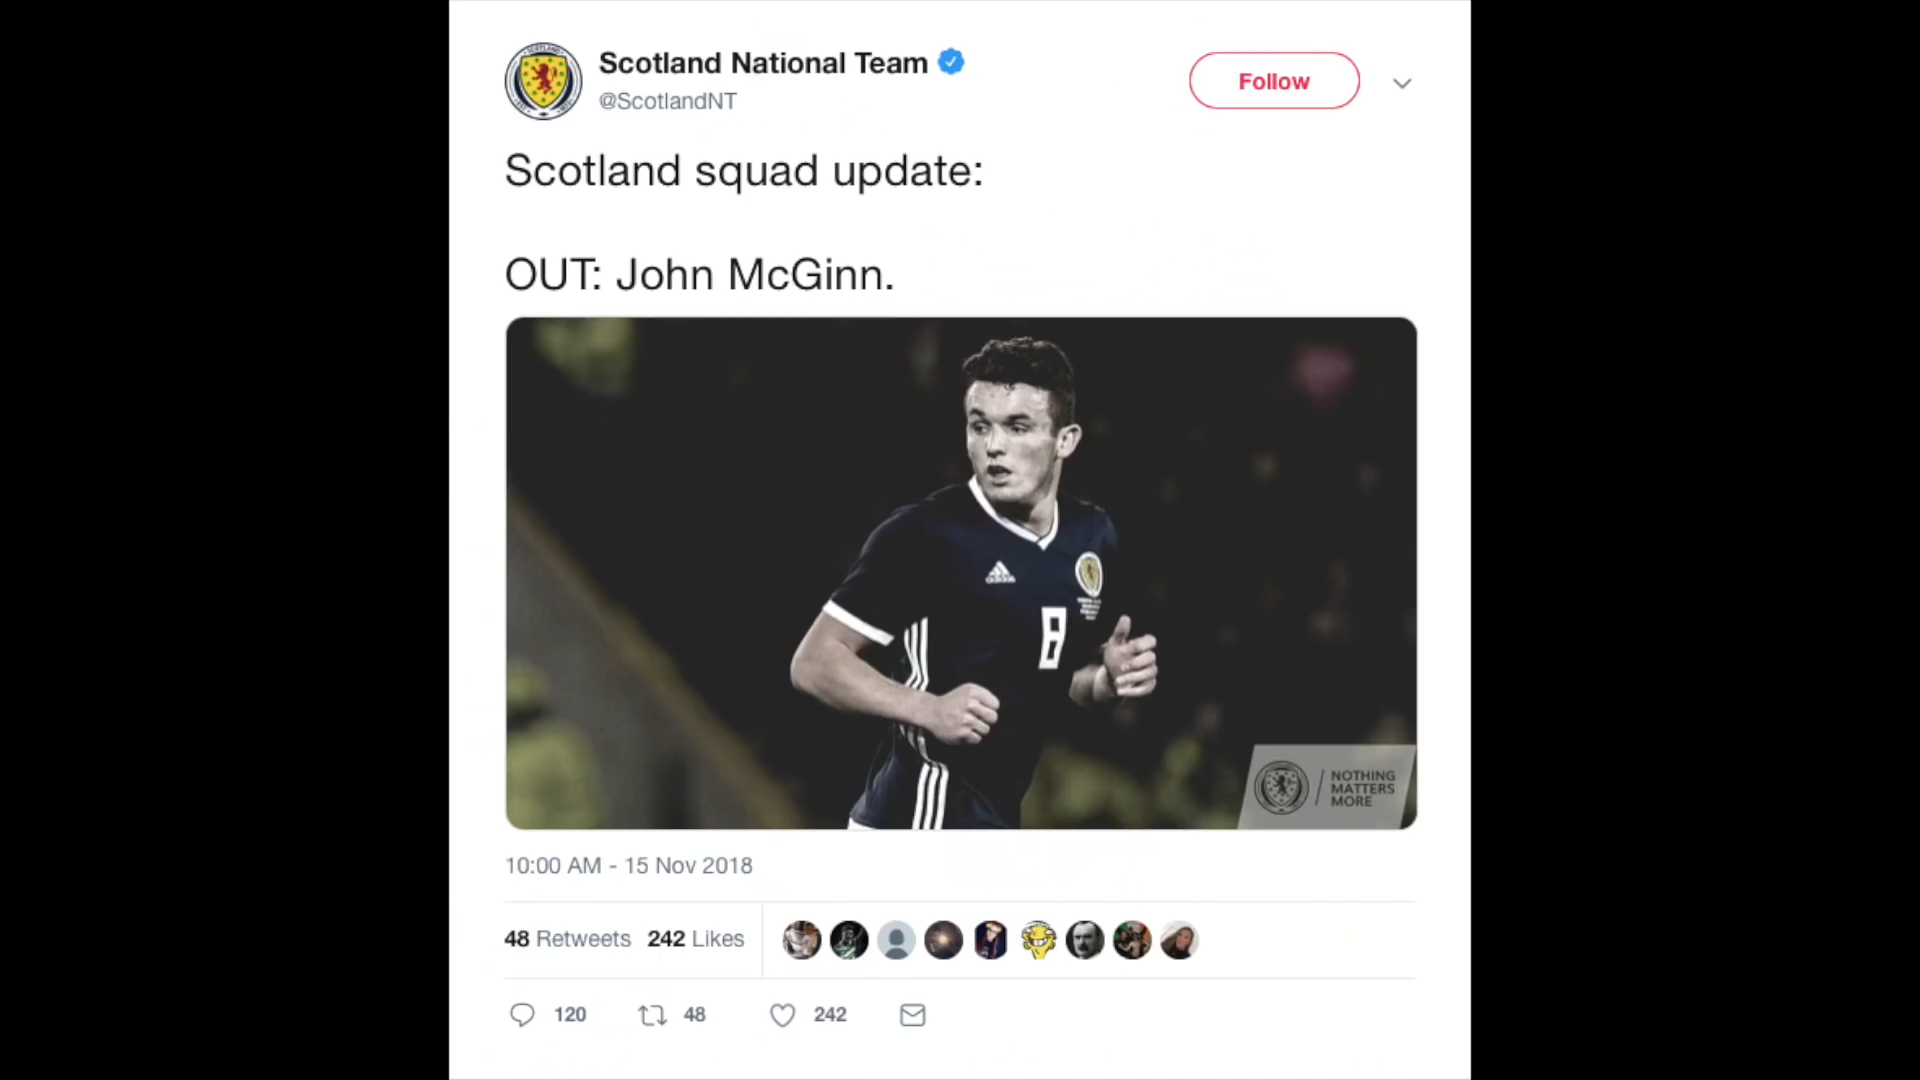 Scotland National Team
@ScotlandNT
Follow
Scotland squad update:
OUT: John McGinn.
adidas
8
NOTHING
MATTERS
MORE
10:00 AM - 15 Nov 2018
48 Retweets 242 Likes
120 48 242